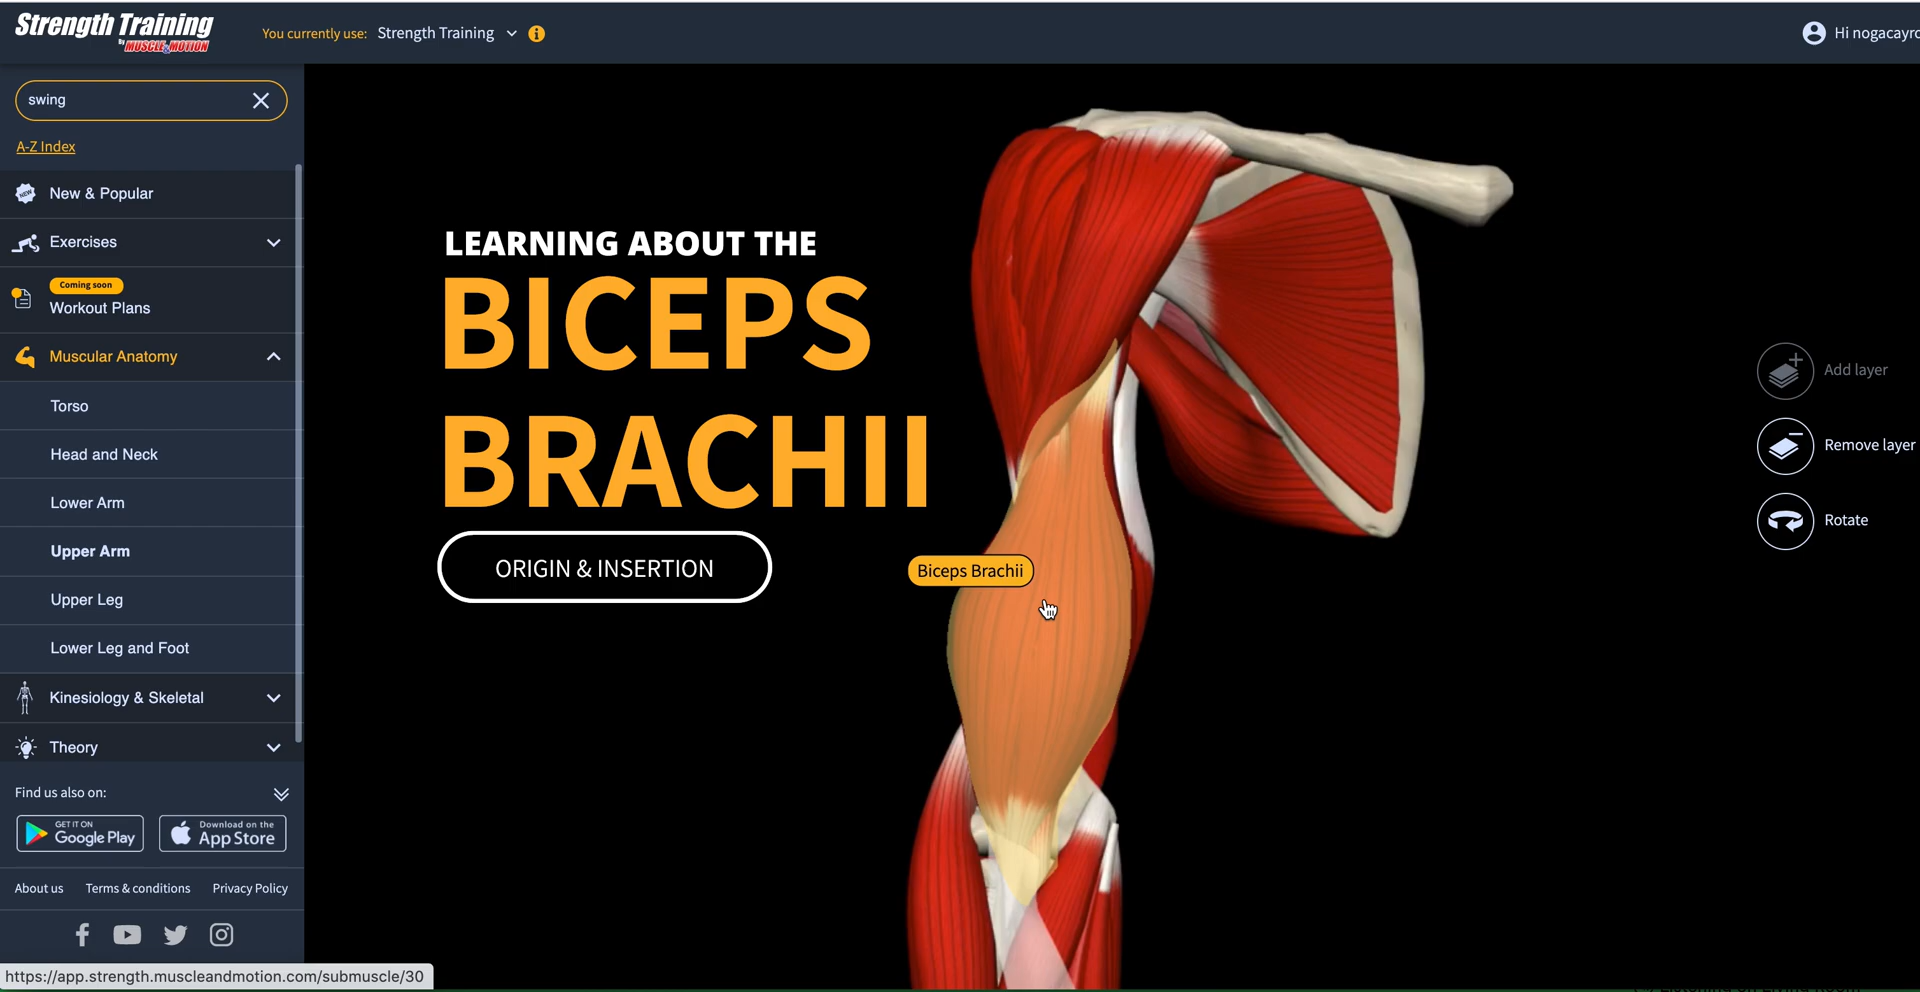 Strength Training
By MUSCLE&MOTION
You currently use: Strength Training
i
Hi nogacayro
swing
A-Z Index
NEW
New & Popular
Exercises
Coming soon
Workout Plans
Muscular Anatomy
Torso
Head and Neck
Lower Arm
Upper Arm
Upper Leg
Lower Leg and Foot
Kinesiology & Skeletal
Theory
Find us also on:
GET IT ON
Google Play
Download on the
App Store
About us Terms & conditions Privacy Policy
https://app.strength.muscleandmotion.com/submuscle/30
LEARNING ABOUT THE
BICEPS
BRACHII
ORIGIN & INSERTION
Biceps Brachii
Add layer
Remove layer
Rotate